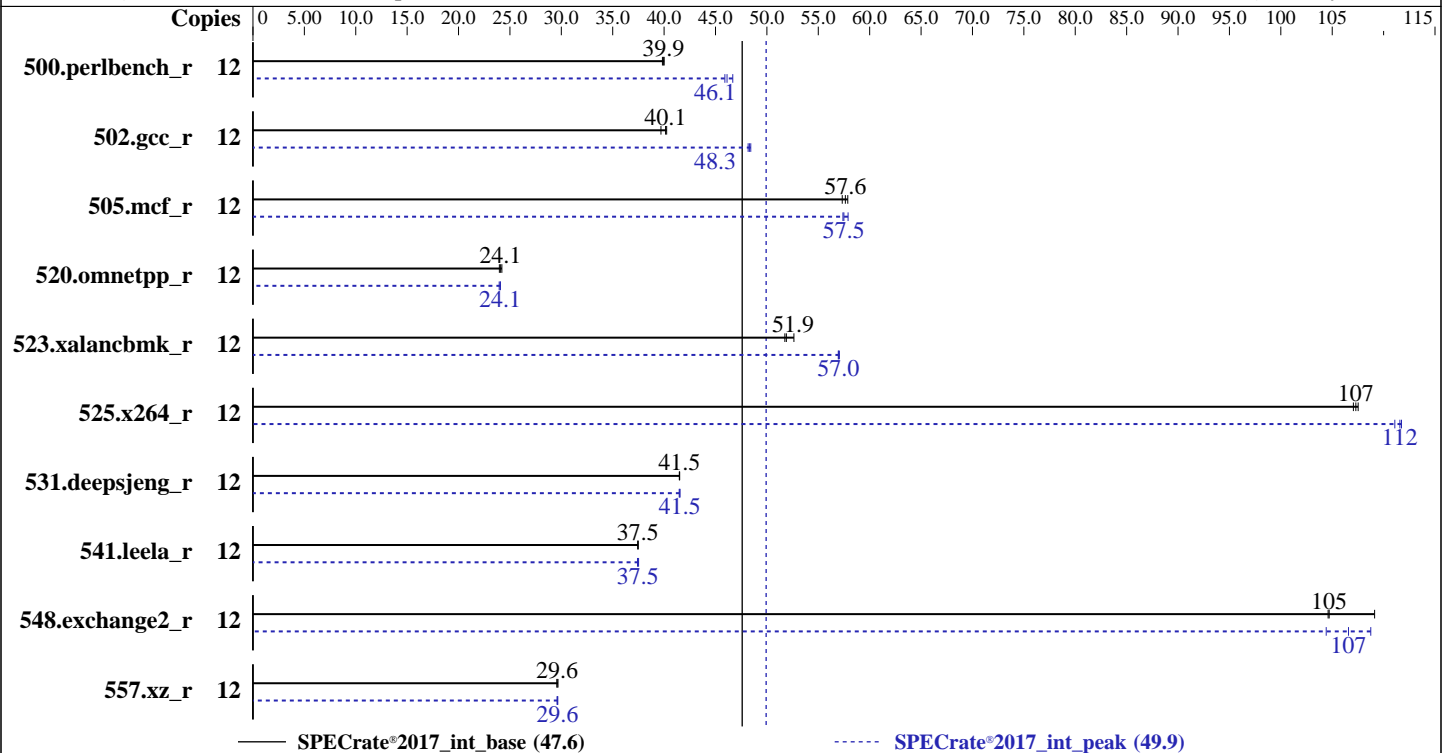 Copies 0 5.00 10.0 15.0 20.0 25.0 30.0 35.0 40.0 45.0 50.0 55.0 60.0 65.0 70.0 75.0 80.0 85.0 90.0 95.0 100 105 115
39.9
500.perlbench_r 12
46.1
40.1
502.gcc_r 12
48.3
57.6
505.mcf_r 12
57.5
24.1
520.omnetpp_r 12
24.1
51.9
523.xalancbmk_r 12
57.0
107
525.x264_r 12
112
41.5
531.deepsjeng_r 12
41.5
37.5
541.leela_r 12
37.5
105
548.exchange2_r 12
107
29.6
557.xz_r 12
29.6
SPECrate®2017_int_base (47.6) SPECrate®2017_int_peak (49.9)